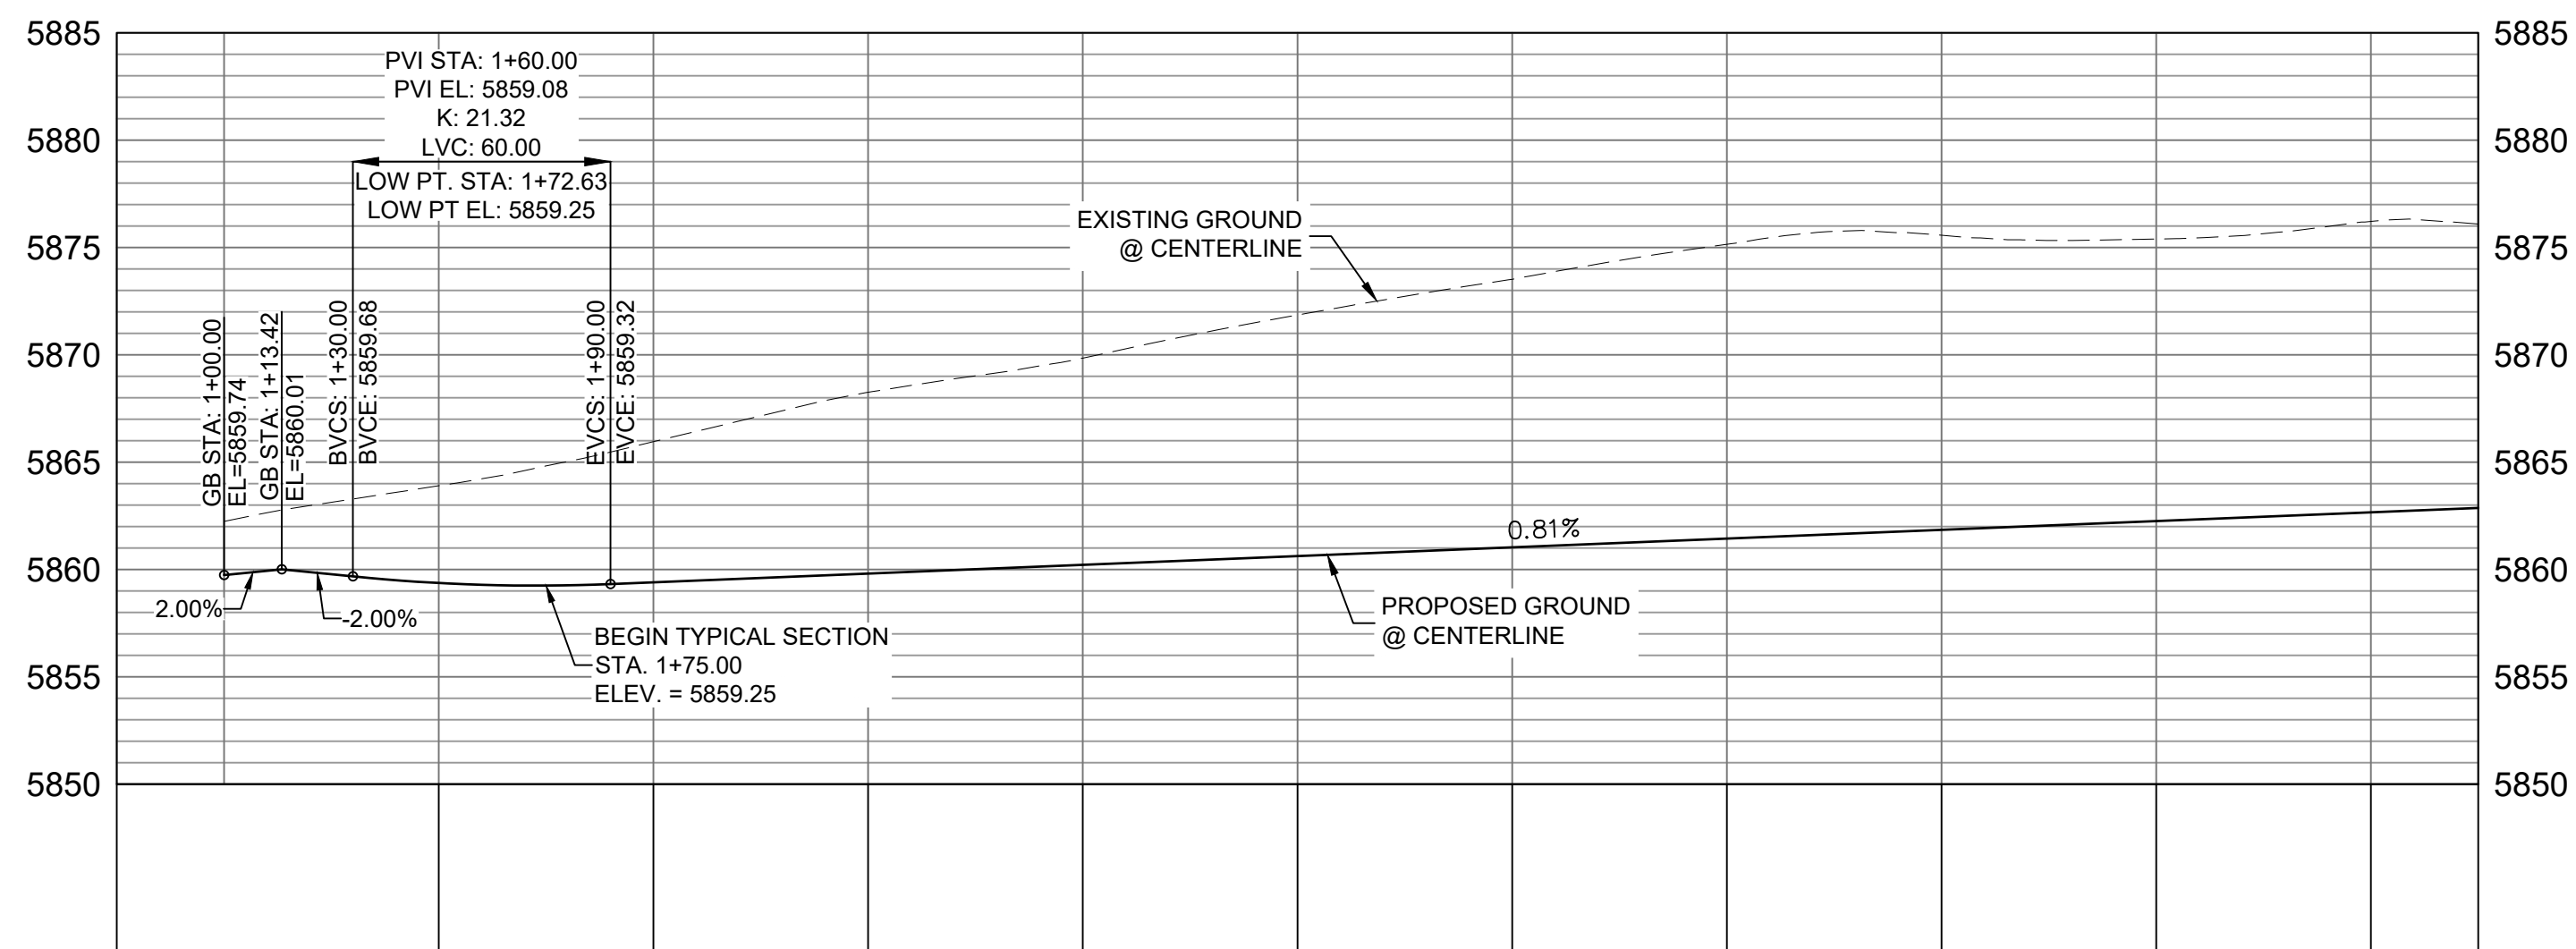 5885
5885
PVI STA: 1+60.00
PVI EL: 5859.08
K: 21.32
LVC: 60.00
5880
5880
LOW PT. STA: 1+72.63
LOW PT EL: 5859.25
EXISTING GROUND
@ CENTERLINE
5875
5875
GB STA: 1+00.00
EL=5859.74
GB STA: 1+13.42
EL=5860.01
BVCS: 1+30.00
BVCE: 5859.68
EVCS: 1+90.00
EVCE: 5859.32
5870
5870
5865
5865
0.81%
5860
5860
2.00%
-2.00%
PROPOSED GROUND
@ CENTERLINE
BEGIN TYPICAL SECTION
STA. 1+75.00
ELEV. = 5859.25
5855
5855
5850
5850